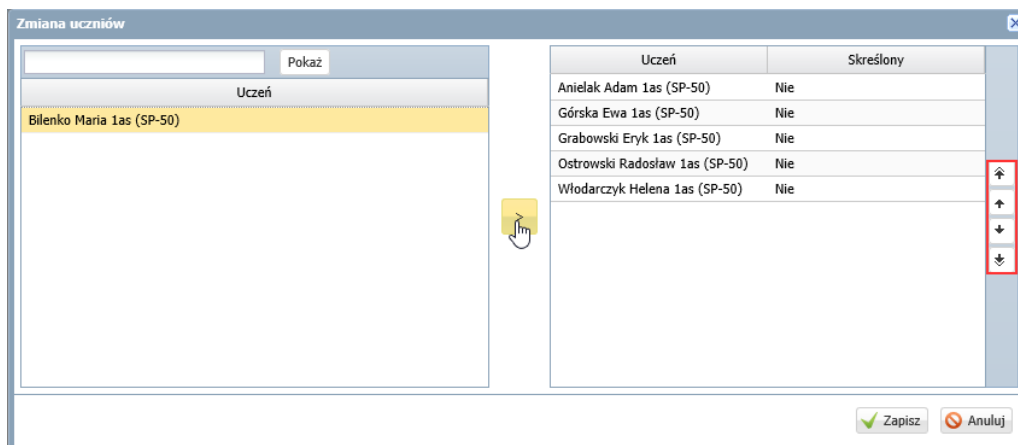 Zmiana uczniów
Pokaż
Uczeń
Bilenko Maria 1as (SP-50)
>
Uczeń Skreślony
Anielak Adam 1as (SP-50) Nie
Górska Ewa 1as (SP-50) Nie
Grabowski Eryk 1as (SP-50) Nie
Ostrowski Radosław 1as (SP-50) Nie
Włodarczyk Helena 1as (SP-50) Nie
Zapisz Anuluj